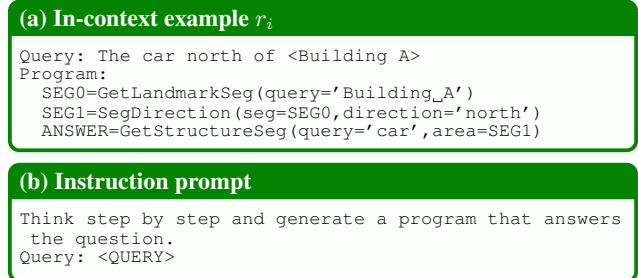 (a) In-context example r_i
Query: The car north of <Building A>
Program:
SEG0=GetLandmarkSeg(query='Building␣A')
SEG1=SegDirection(seg=SEG0,direction='north')
ANSWER=GetStructureSeg(query='car',area=SEG1)
(b) Instruction prompt
Think step by step and generate a program that answers
the question.
Query: <QUERY>